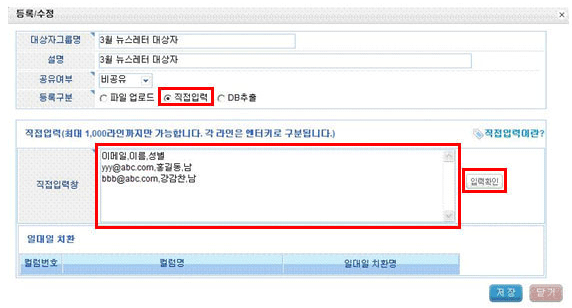 등록/수정
대상자그룹명 3월 뉴스레터 대상자
설명 3월 뉴스레터 대상자
공유여부 비공유
등록구분 파일 업로드 직접입력 DB추출
직접입력(최대 1,000라인까지만 가능합니다. 각 라인은 엔터키로 구분됩니다.) 직접입력이란?
직접입력창
이메일,이름,성별
yyy@abc.com,홍길동,남
bbb@abc.com,강감찬,남
입력확인
일대일 치환
컬럼번호 컬럼명 일대일 치환명
저장 닫기